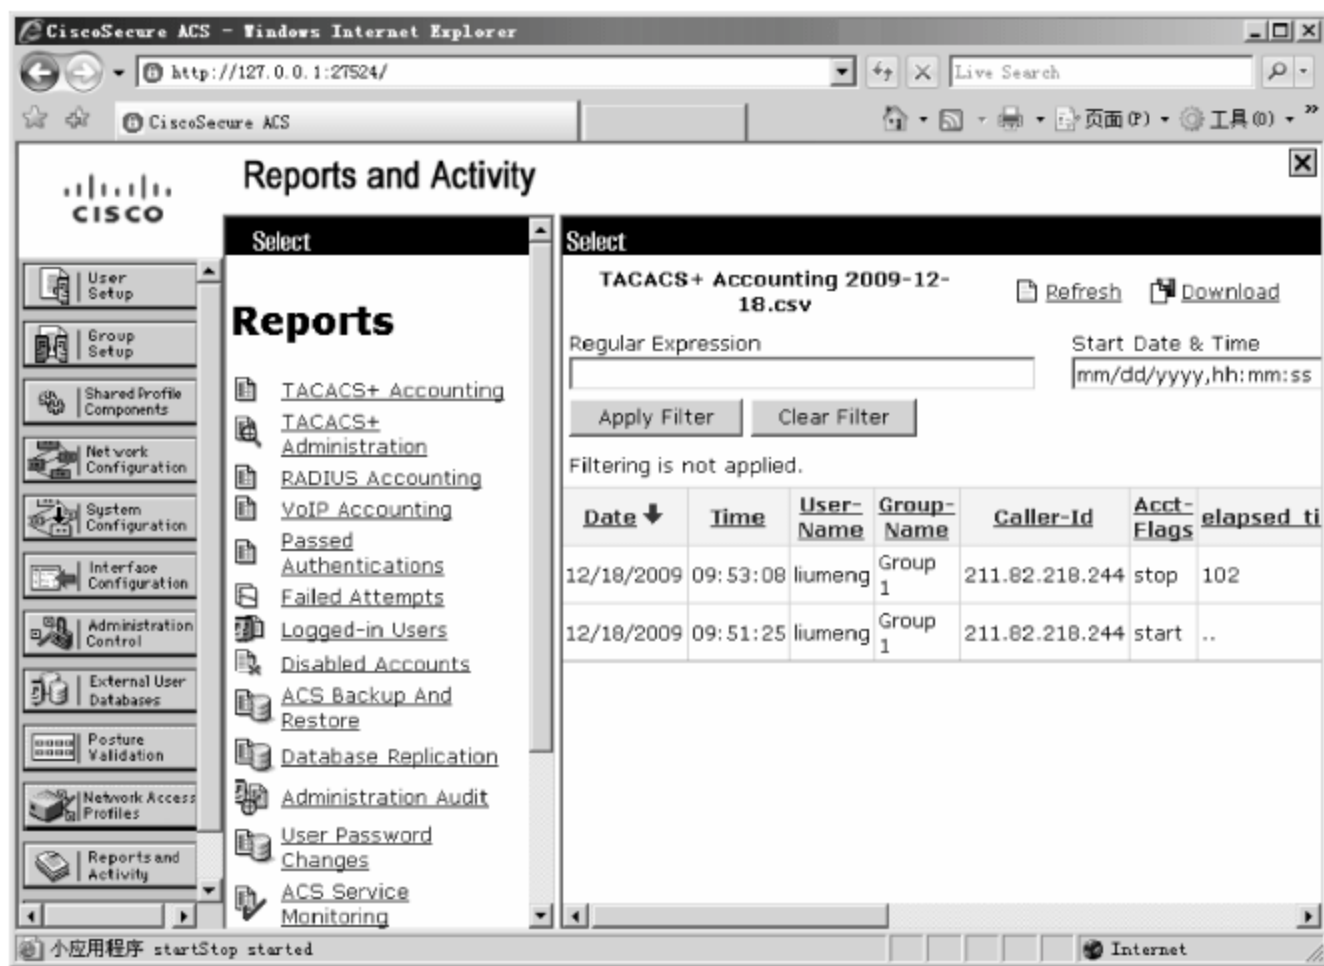 CiscoSecure ACS - Windows Internet Explorer
http://127.0.0.1:27524/
Live Search
CiscoSecure ACS
页面(P)
工具(O)
»
CISCO
Reports and Activity
User
Setup
Group
Setup
Shared Profile
Components
Network
Configuration
System
Configuration
Interface
Configuration
Administration
Control
External User
Databases
Posture
Validation
Network Access
Profiles
Reports and
Activity
Select
Reports
TACACS+ Accounting
TACACS+
Administration
RADIUS Accounting
VoIP Accounting
Passed
Authentications
Failed Attempts
Logged-in Users
Disabled Accounts
ACS Backup And
Restore
Database Replication
Administration Audit
User Password
Changes
ACS Service
Monitoring
Select
TACACS+ Accounting 2009-12-
18.csv
Refresh
Download
Regular Expression
Start Date & Time
mm/dd/yyyy,hh:mm:ss
Apply Filter
Clear Filter
Filtering is not applied.
Date Time User-Name Group-Name Caller-Id Acct-Flags elapsed_ti
12/18/2009 09:53:08 liumeng Group 1 211.82.218.244 stop 102
12/18/2009 09:51:25 liumeng Group 1 211.82.218.244 start ..
小应用程序 startStop started
Internet